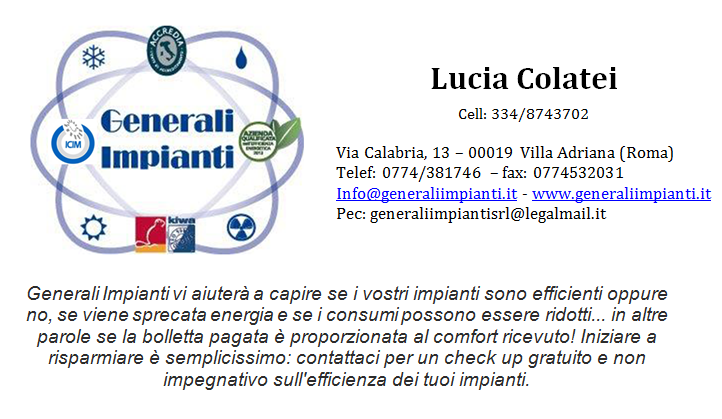 ACCREDIA
Generali
Impianti
ICIM
AZIENDA
QUALIFICATA
kiwa
Lucia Colatei
Cell: 334/8743702
Via Calabria, 13 – 00019 Villa Adriana (Roma)
Telef: 0774/381746 – fax: 0774532031
Info@generaliimpianti.it - www.generaliimpianti.it
Pec: generaliimpiantisrl@legalmail.it
Generali Impianti vi aiuterà a capire se i vostri impianti sono efficienti oppure
no, se viene sprecata energia e se i consumi possono essere ridotti... in altre
parole se la bolletta pagata è proporzionata al comfort ricevuto! Iniziare a
risparmiare è semplicissimo: contattaci per un check up gratuito e non
impegnativo sull'efficienza dei tuoi impianti.